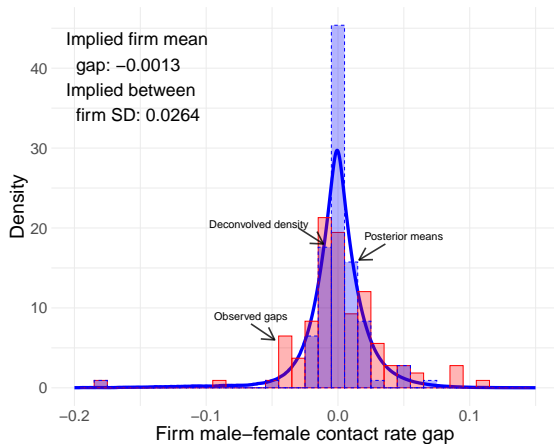 Implied firm mean
gap: −0.0013
Implied between
firm SD: 0.0264
Density
40
30
20
10
0
Deconvolved density
Posterior means
Observed gaps
−0.2
−0.1
0.0
0.1
Firm male−female contact rate gap